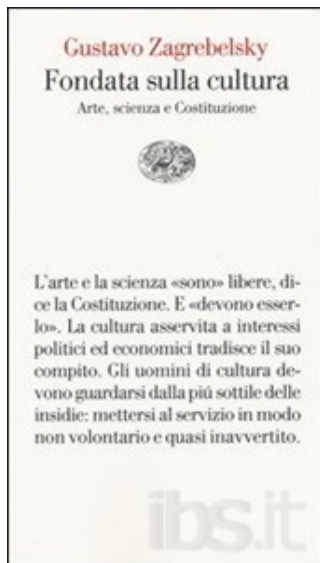 Gustavo Zagrebelsky
Fondata sulla cultura
Arte, scienza e Costituzione
L'arte e la scienza «sono» libere, di-
ce la Costituzione. E «devono esser-
lo». La cultura asservita a interessi
politici ed economici tradisce il suo
compito. Gli uomini di cultura de-
vono guardarsi dalla piú sottile delle
insidie: mettersi al servizio in modo
non volontario e quasi inavvertito.
ibs.it